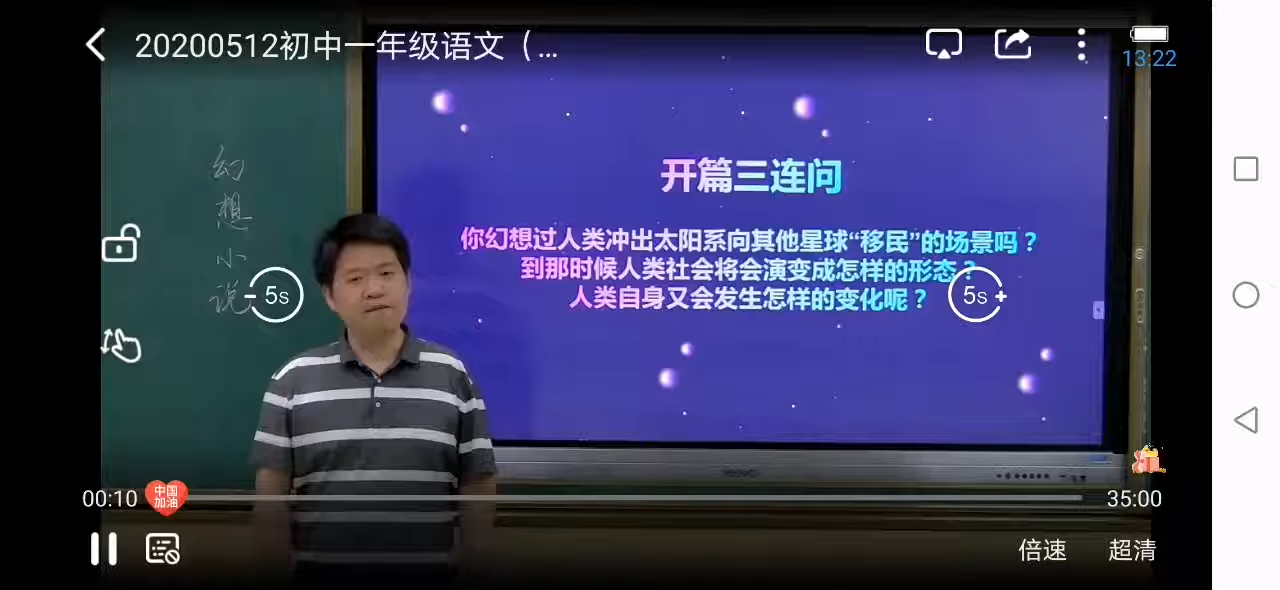 20200512初中一年级语文（...
13:22
开篇三连问
你幻想过人类冲出太阳系向其他星球“移民”的场景吗？
到那时候人类社会将会演变成怎样的形态？
人类自身又会发生怎样的变化呢？
幻
想
小
说
- 5s
5s +
00:10
中国
加油
35:00
倍速
超清